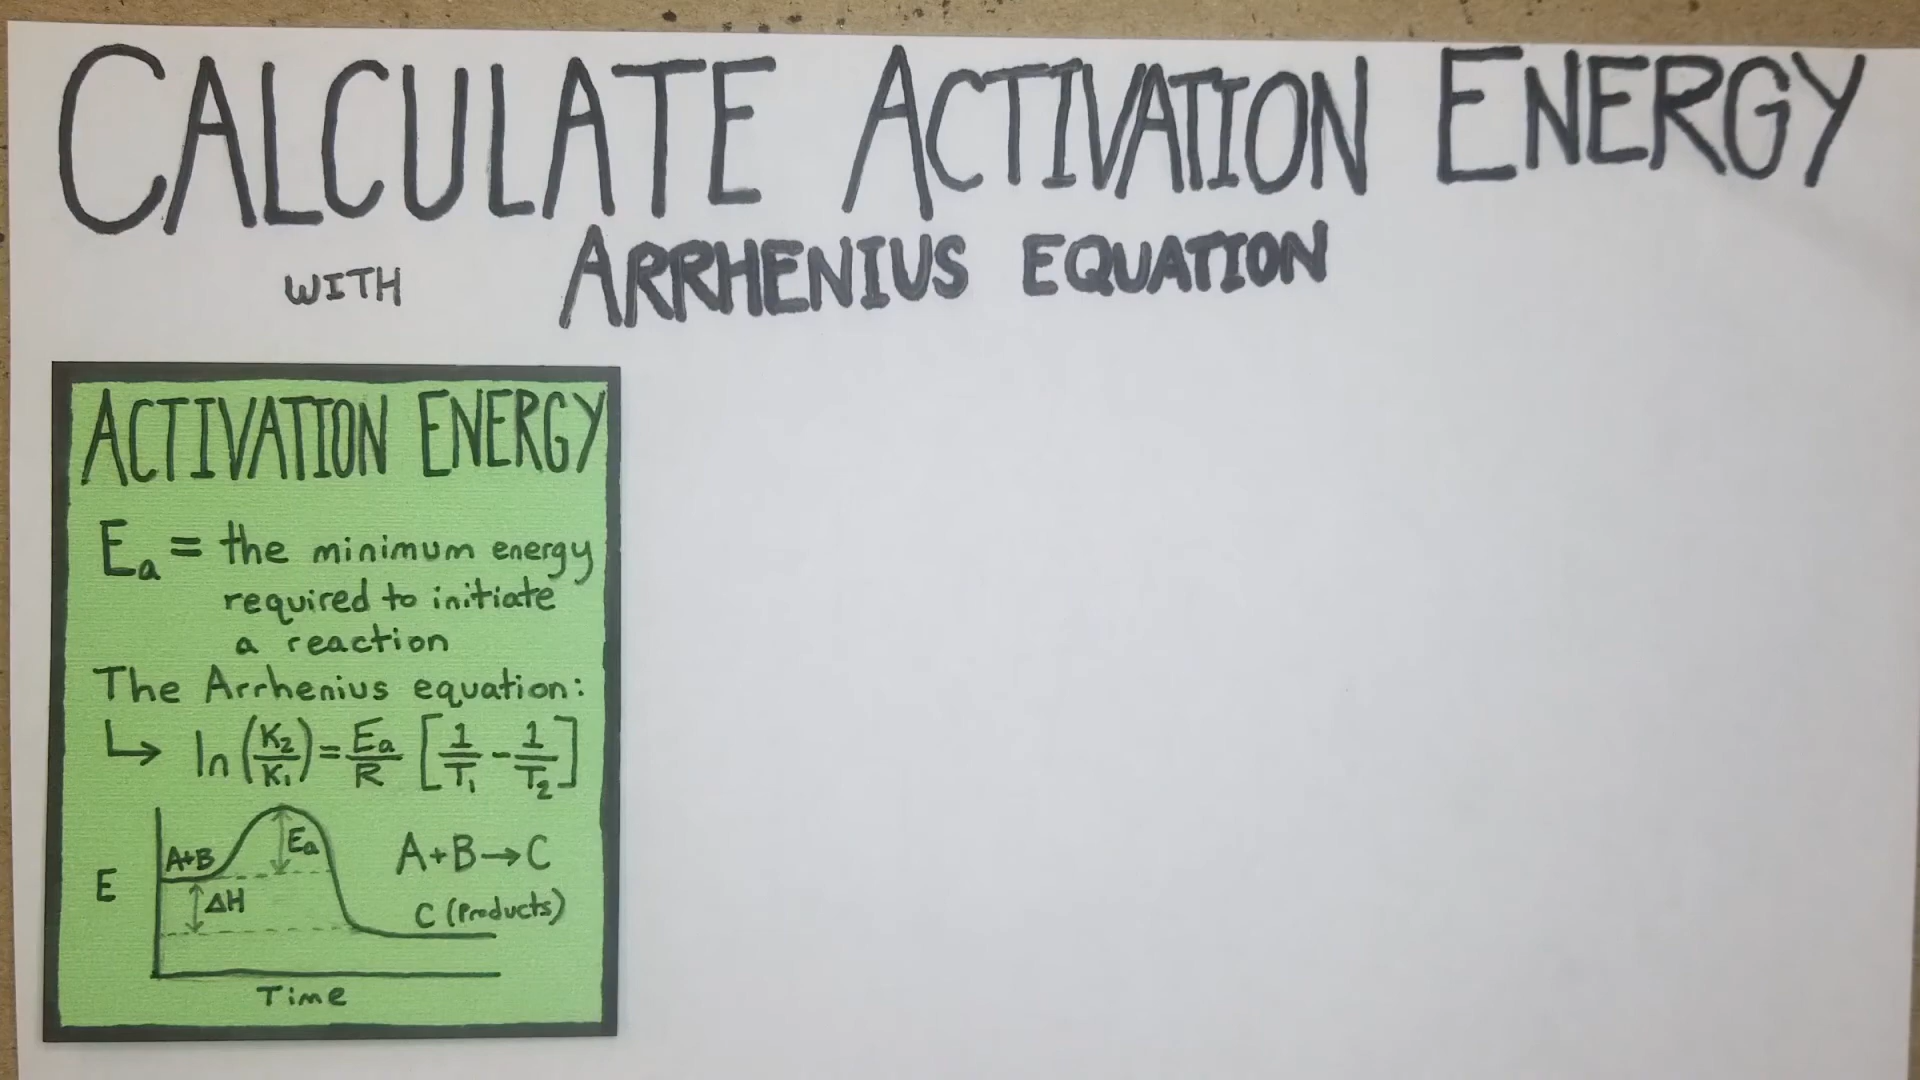 CALCULATE ACTIVATION ENERGY
WITH ARRHENIUS EQUATION
ACTIVATION ENERGY
Ea = the minimum energy
required to initiate
a reaction
The Arrhenius equation:
↳ ln (K2/K1) = Ea/R [1/T1 - 1/T2]
A+B
Ea
A+B→C
E
ΔH
C (Products)
Time